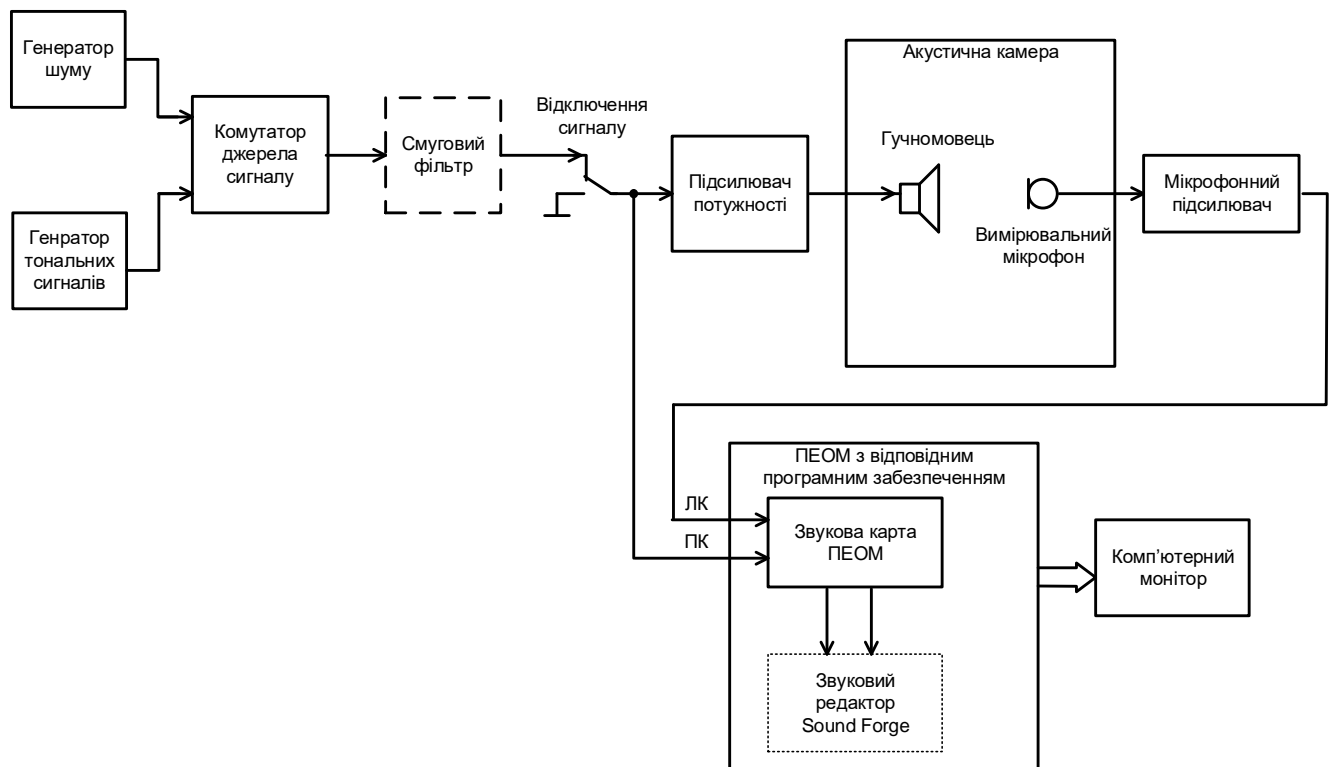 Генератор
шуму
Генратор
тональних
сигналів
Комутатор
джерела
сигналу
Смуговий
фільтр
Відключення
сигналу
Підсилювач
потужності
Акустична камера
Гучномовець
Вимірювальний
мікрофон
Мікрофонний
підсилювач
ПЕОМ з відповідним
програмним забезпеченням
ЛК
ПК
Звукова карта
ПЕОМ
Звуковий
редактор
Sound Forge
Комп’ютерний
монітор